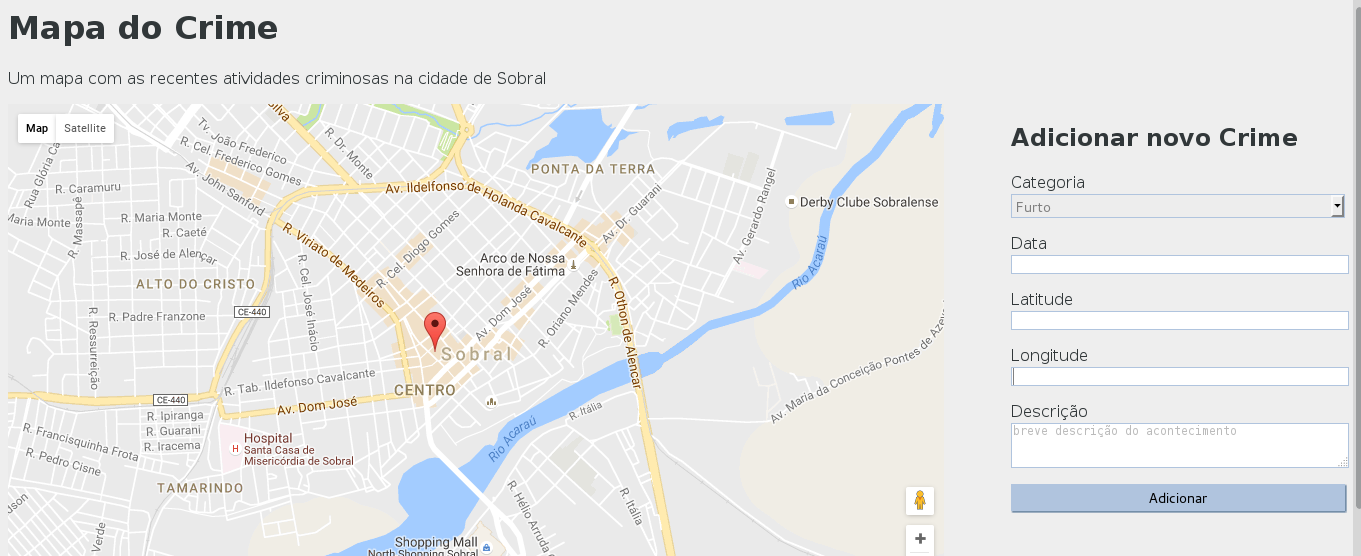 Mapa do Crime
Um mapa com as recentes atividades criminosas na cidade de Sobral
Map
Satellite
Silva
Tv. João Frederico
R. Cel. Frederico Gomes
Av. John Sanford
R. Dr. Monte
Rua Glória
R. Caramuru
R. Massapê
Maria Monte
R. Maria Monte
R. Caeté
R. José de Alençar
ALTO DO CRISTO
CE-440
R. Padre Franzone
R. Ressurreição
R. Cel. José Inácio
R. Viriato de Medeiros
R. Cel. Diogo Gomes
Av. Ildelfonso de Holanda Cavalcante
PONTA DA TERRA
Av. Dr. Guarani
Av. Gerardo Rangel
Derby Clube Sobralense
Arco de Nossa
Senhora de Fátima
Rio Acaraú
Av. Dom José
R. Oriano Mendes
R. Othon de Alencar
Sobral
CENTRO
R. Tab. Ildefonso Cavalcante
CE-440
Av. Dom José
R. Ipiranga
R. Guarani
R. Iracema
R. Francisquinha Frota
R. Pedro Cisne
Hospital
Santa Casa de
Misericórdia de Sobral
TAMARINDO
Rio Acaraú
R. Itália
Av. Maria da Conceição Pontes de Azev
R. Itália
R. Hélio Arruda
Verde
Shopping Mall
North Shopping Sobral
+
Adicionar novo Crime
Categoria
Furto
Data
Latitude
Longitude
Descrição
breve descrição do acontecimento
Adicionar